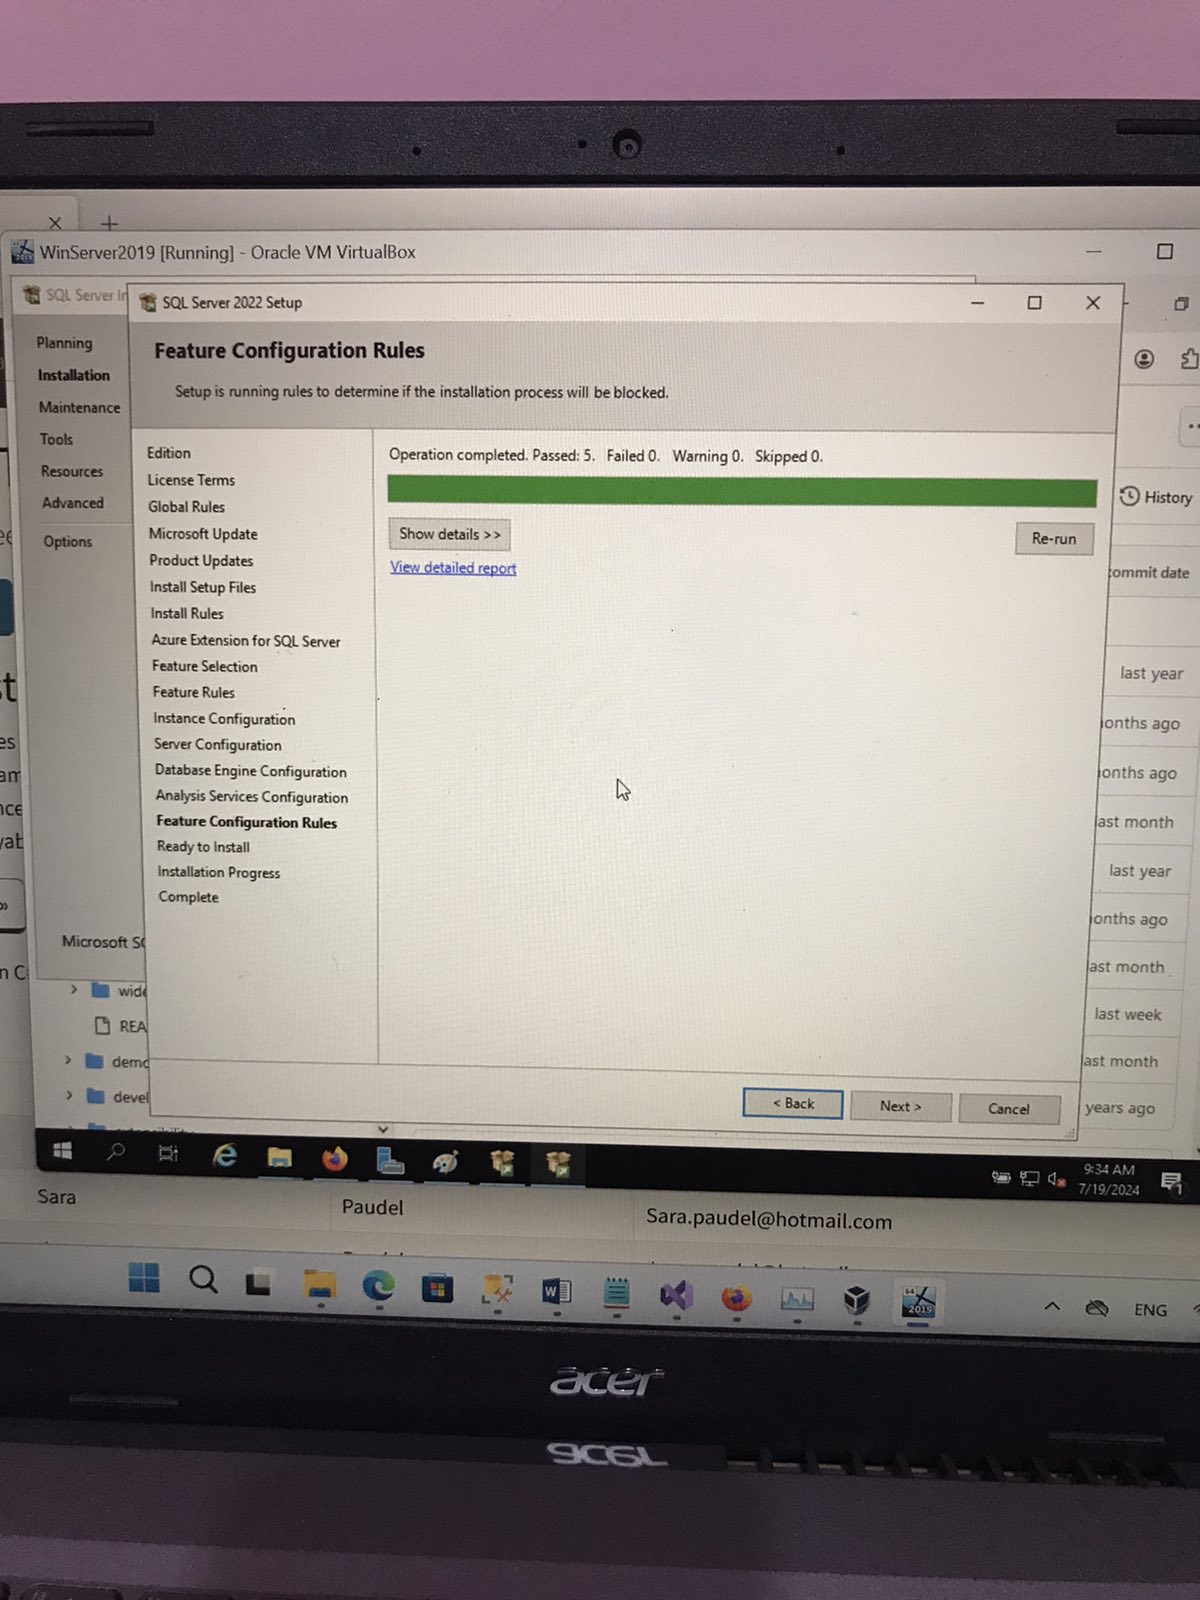 WinServer2019 [Running] - Oracle VM VirtualBox
SQL Server In
SQL Server 2022 Setup
Planning
Installation
Maintenance
Tools
Resources
Advanced
Options
Feature Configuration Rules
Setup is running rules to determine if the installation process will be blocked.
Edition
License Terms
Global Rules
Microsoft Update
Product Updates
Install Setup Files
Install Rules
Azure Extension for SQL Server
Feature Selection
Feature Rules
Instance Configuration
Server Configuration
Database Engine Configuration
Analysis Services Configuration
Feature Configuration Rules
Ready to Install
Installation Progress
Complete
Operation completed. Passed: 5. Failed 0. Warning 0. Skipped 0.
Show details >>
Re-run
View detailed report
History
commit date
last year
onths ago
onths ago
ast month
last year
onths ago
ast month
last week
ast month
years ago
Microsoft SQ
wide
REA
demo
devel
< Back
Next >
Cancel
9:34 AM
7/19/2024
1
Sara
Paudel
Sara.paudel@hotmail.com
2019
ENG
acer